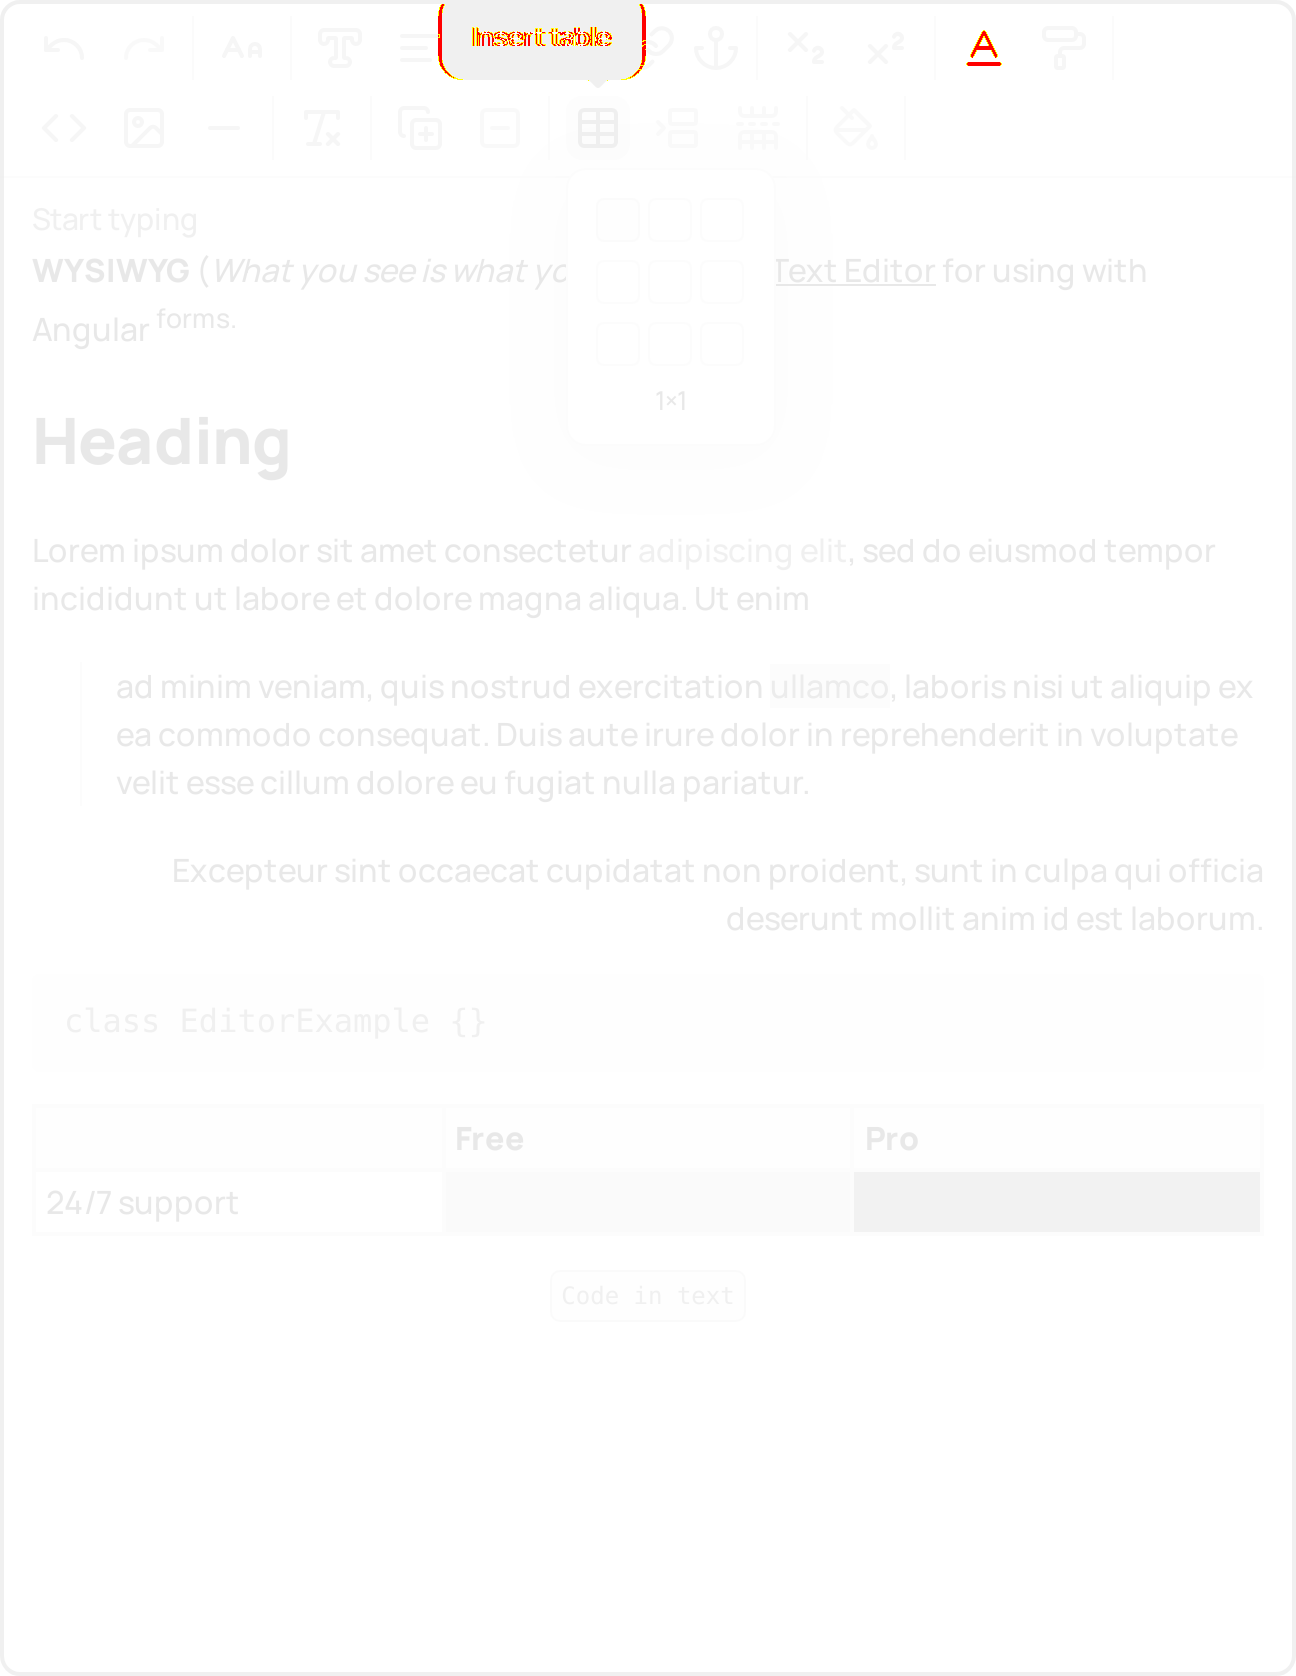 Insert table
Start typing
WYSIWYG (What you see is what yo Text Editor for using with
Angular forms.
1×1
Heading
Lorem ipsum dolor sit amet consectetur adipiscing elit, sed do eiusmod tempor
incididunt ut labore et dolore magna aliqua. Ut enim
ad minim veniam, quis nostrud exercitation ullamco, laboris nisi ut aliquip ex
ea commodo consequat. Duis aute irure dolor in reprehenderit in voluptate
velit esse cillum dolore eu fugiat nulla pariatur.
Excepteur sint occaecat cupidatat non proident, sunt in culpa qui officia
deserunt mollit anim id est laborum.
class EditorExample {}
Free Pro
24/7 support
Code in text